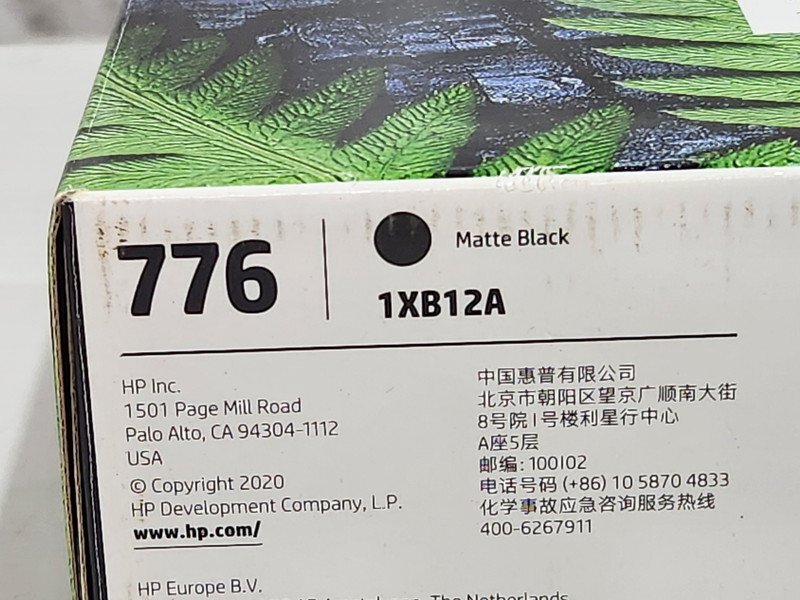 776
Matte Black
1XB12A
HP Inc.
1501 Page Mill Road
Palo Alto, CA 94304-1112
USA
© Copyright 2020
HP Development Company, L.P.
www.hp.com/
HP Europe B.V.
The Netherlands
中国惠普有限公司
北京市朝阳区望京广顺南大街
8号院1号楼利星行中心
A座5层
邮编: 100102
电话号码 (+86) 10 5870 4833
化学事故应急咨询服务热线
400-6267911